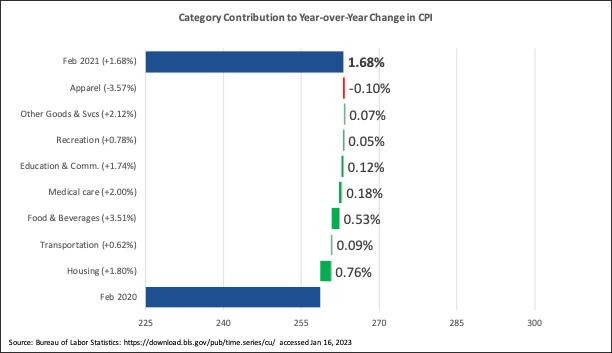 Category Contribution to Year-over-Year Change in CPI
Feb 2021 (+1.68%) 1.68%
Apparel (-3.57%) -0.10%
Other Goods & Svcs (+2.12%) 0.07%
Recreation (+0.78%) 0.05%
Education & Comm. (+1.74%) 0.12%
Medical care (+2.00%) 0.18%
Food & Beverages (+3.51%) 0.53%
Transportation (+0.62%) 0.09%
Housing (+1.80%) 0.76%
Feb 2020
225 240 255 270 285 300
Source: Bureau of Labor Statistics: https://download.bls.gov/pub/time.series/cu/ accessed Jan 16, 2023